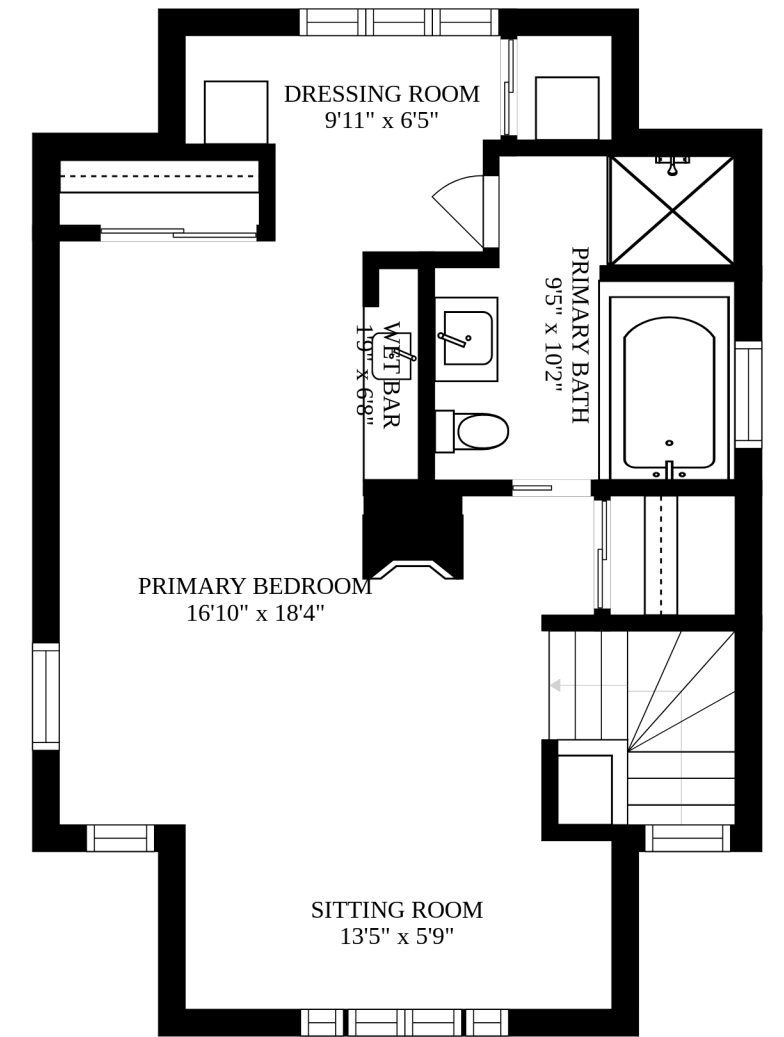 DRESSING ROOM
9'11" x 6'5"
PRIMARY BATH
9'5" x 10'2"
WET BAR
1'9" x 6'8"
PRIMARY BEDROOM
16'10" x 18'4"
SITTING ROOM
13'5" x 5'9"